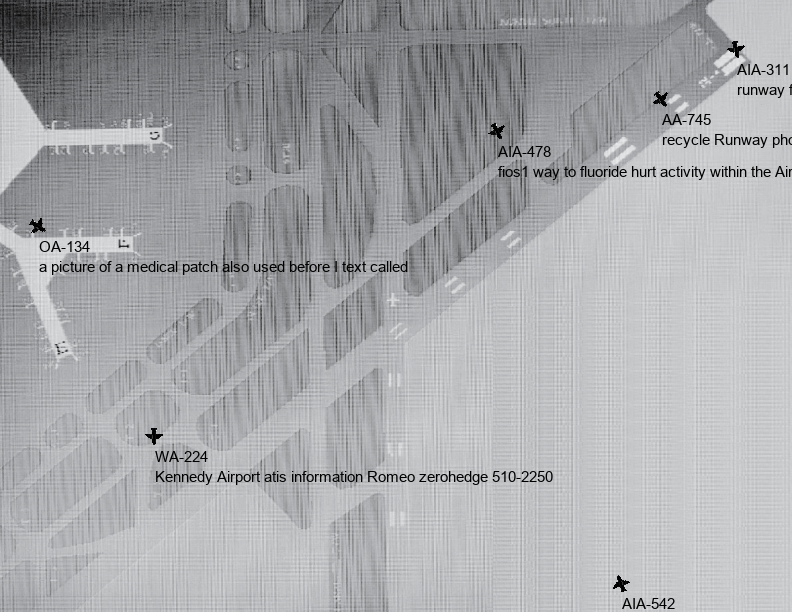 AIA-311
runway f
AA-745
recycle Runway pho
AIA-478
fios1 way to fluoride hurt activity within the Air
OA-134
a picture of a medical patch also used before I text called
WA-224
Kennedy Airport atis information Romeo zerohedge 510-2250
AIA-542